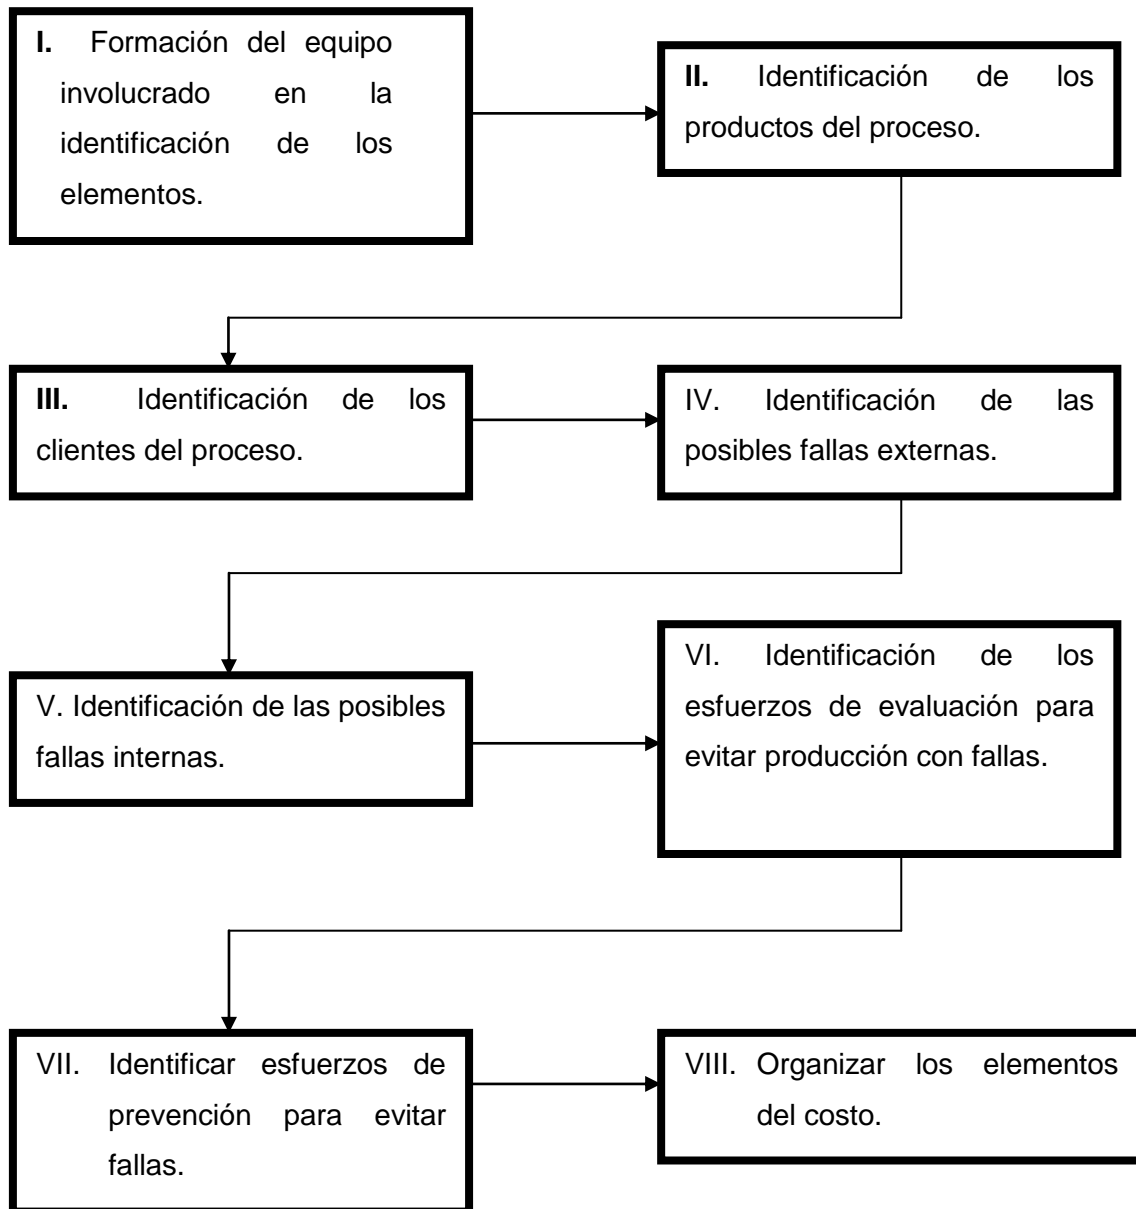 I. Formación del equipo
involucrado en la
identificación de los
elementos.
II. Identificación de los
productos del proceso.
III. Identificación de los
clientes del proceso.
IV. Identificación de las
posibles fallas externas.
V. Identificación de las posibles
fallas internas.
VI. Identificación de los
esfuerzos de evaluación para
evitar producción con fallas.
VII. Identificar esfuerzos de
prevención para evitar
fallas.
VIII. Organizar los elementos
del costo.